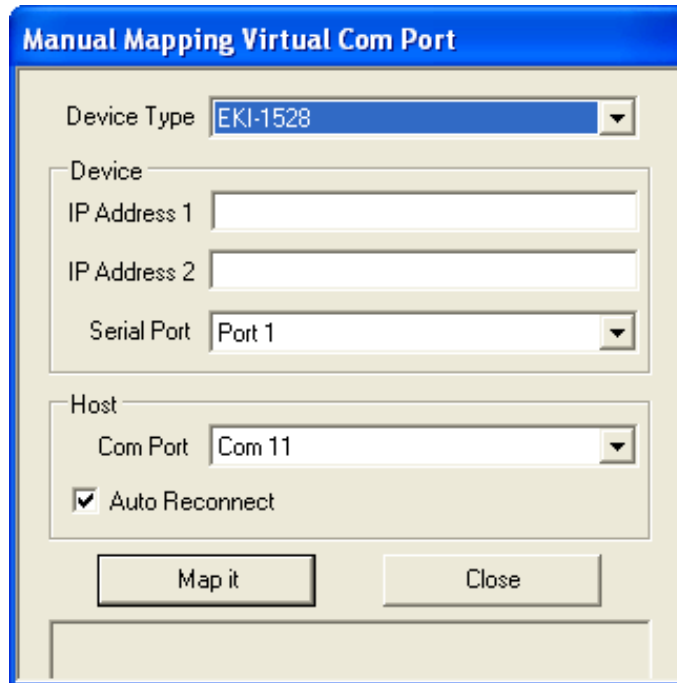 Manual Mapping Virtual Com Port
Device Type EKI-1528
Device
IP Address 1
IP Address 2
Serial Port Port 1
Host
Com Port Com 11
Auto Reconnect
Map it Close